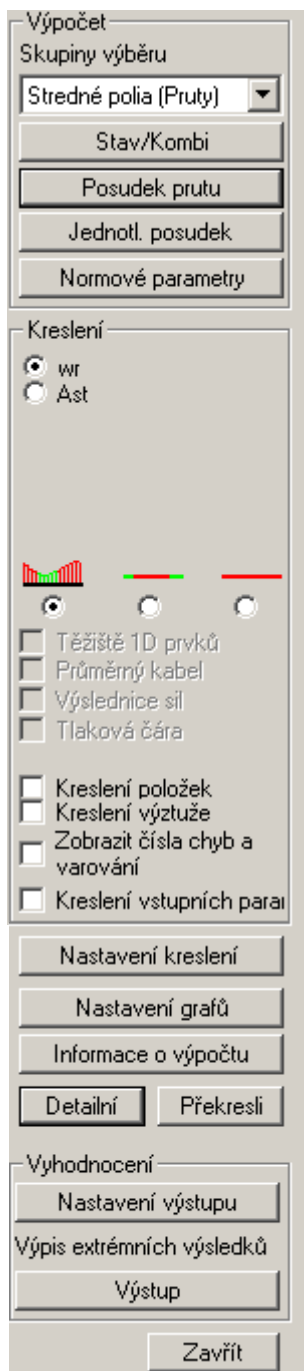 Výpočet
Skupiny výběru
Stredné polia (Pruty)
Stav/Kombi
Posudek prutu
Jednotl. posudek
Normové parametry
Kreslení
wr
Ast
Těžiště 1D prvků
Průměrný kabel
Výslednice sil
Tlaková čára
Kreslení položek
Kreslení výztuže
Zobrazit čísla chyb a
varování
Kreslení vstupních parar
Nastavení kreslení
Nastavení grafů
Informace o výpočtu
Detailní Překresli
Vyhodnocení
Nastavení výstupu
Výpis extrémních výsledků
Výstup
Zavřít